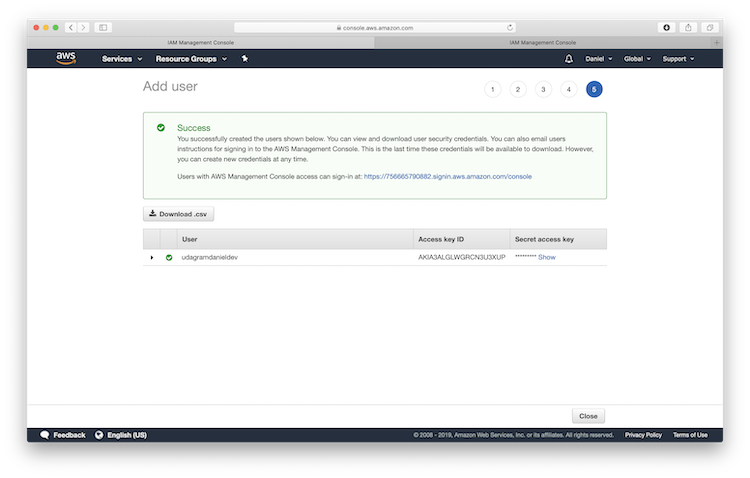 console.aws.amazon.com
IAM Management Console
IAM Management Console
aws Services Resource Groups Daniel Global Support
Add user
1 2 3 4 5
Success
You successfully created the users shown below. You can view and download user security credentials. You can also email users
instructions for signing in to the AWS Management Console. This is the last time these credentials will be available to download. However,
you can create new credentials at any time.
Users with AWS Management Console access can sign-in at: https://756665790882.signin.aws.amazon.com/console
Download .csv
User Access key ID Secret access key
udagramdanieldev AKIA3ALGLWGRCN3U3XUP ********* Show
Close
Feedback English (US) © 2008 - 2019, Amazon Web Services, Inc. or its affiliates. All rights reserved. Privacy Policy Terms of Use